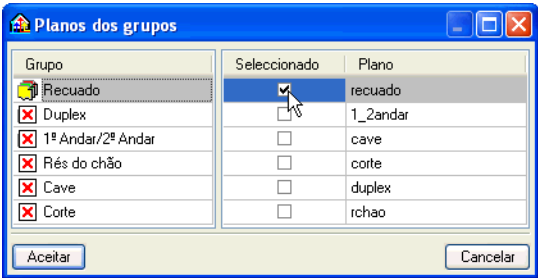 Planos dos grupos
Grupo Seleccionado Plano
Recuado recuado
Duplex 1_2andar
1º Andar/2º Andar cave
Rés do chão corte
Cave duplex
Corte rchao
Aceitar Cancelar